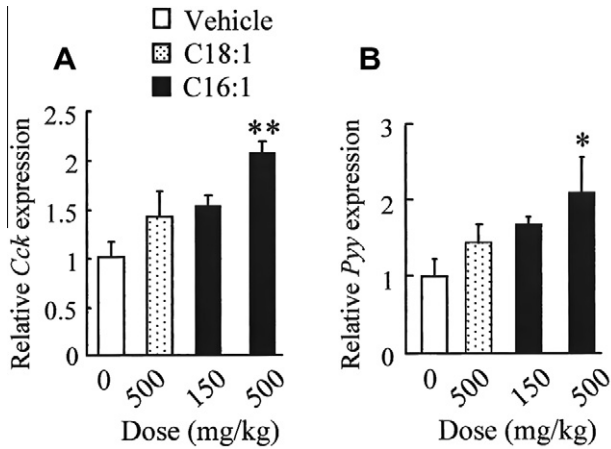 Vehicle
C18:1
C16:1
A
Relative Cck expression
2.5
2
1.5
1
0.5
0
**
0 500 150 500
Dose (mg/kg)
B
Relative Pyy expression
3
2
1
0
*
0 500 150 500
Dose (mg/kg)